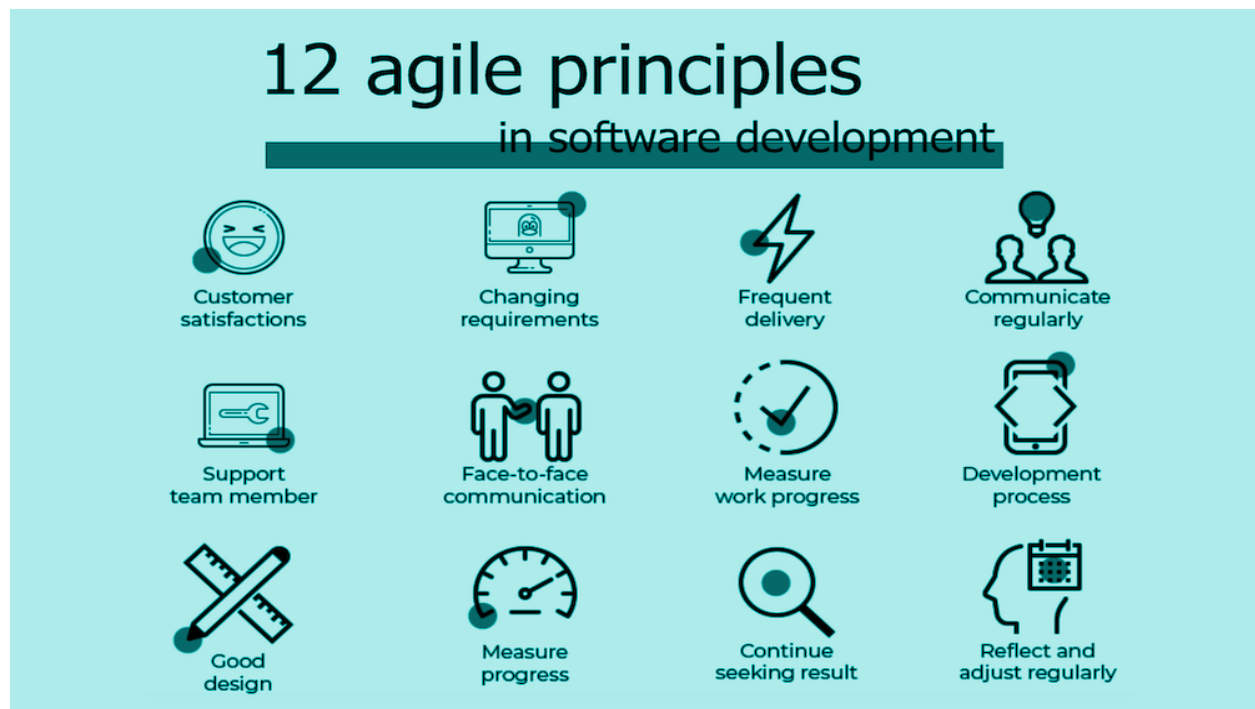 12 agile principles
in software development
Customer
satisfactions
Changing
requirements
Frequent
delivery
Communicate
regularly
Support
team member
Face-to-face
communication
Measure
work progress
Development
process
Good
design
Measure
progress
Continue
seeking result
Reflect and
adjust regularly